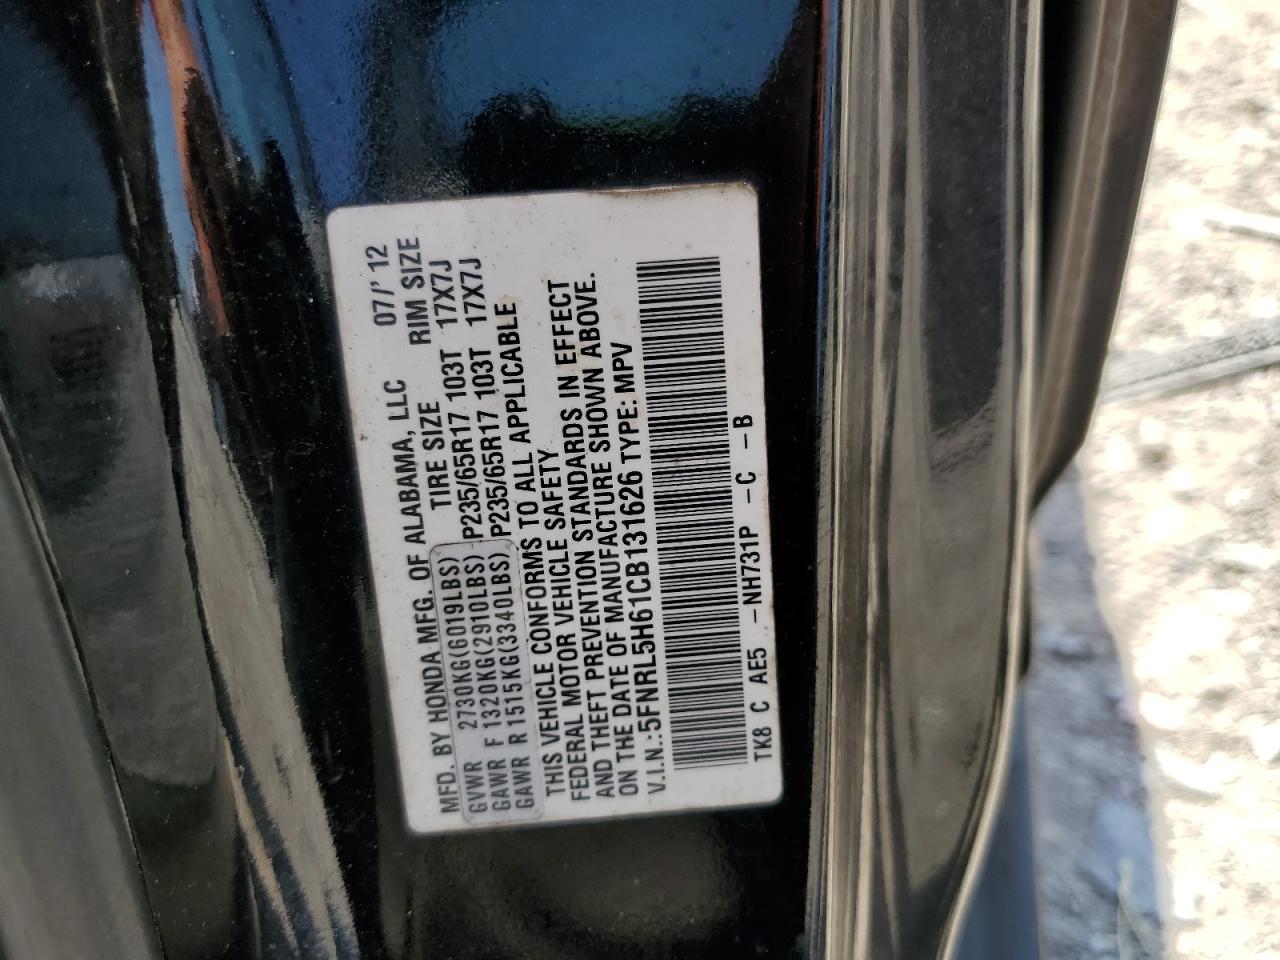 MFD. BY HONDA MFG. OF ALABAMA, LLC 07/'12
TIRE SIZE RIM SIZE
GVWR 2730KG(6019LBS)
GAWR F 1320KG(2910LBS) P235/65R17 103T 17X7J
GAWR R 1515KG(3340LBS) P235/65R17 103T 17X7J
THIS VEHICLE CONFORMS TO ALL APPLICABLE
FEDERAL MOTOR VEHICLE SAFETY
AND THEFT PREVENTION STANDARDS IN EFFECT
ON THE DATE OF MANUFACTURE SHOWN ABOVE.
V.I.N.:5FNRL5H61CB131626 TYPE: MPV
TK8 C AE5 -NH731P -C -B